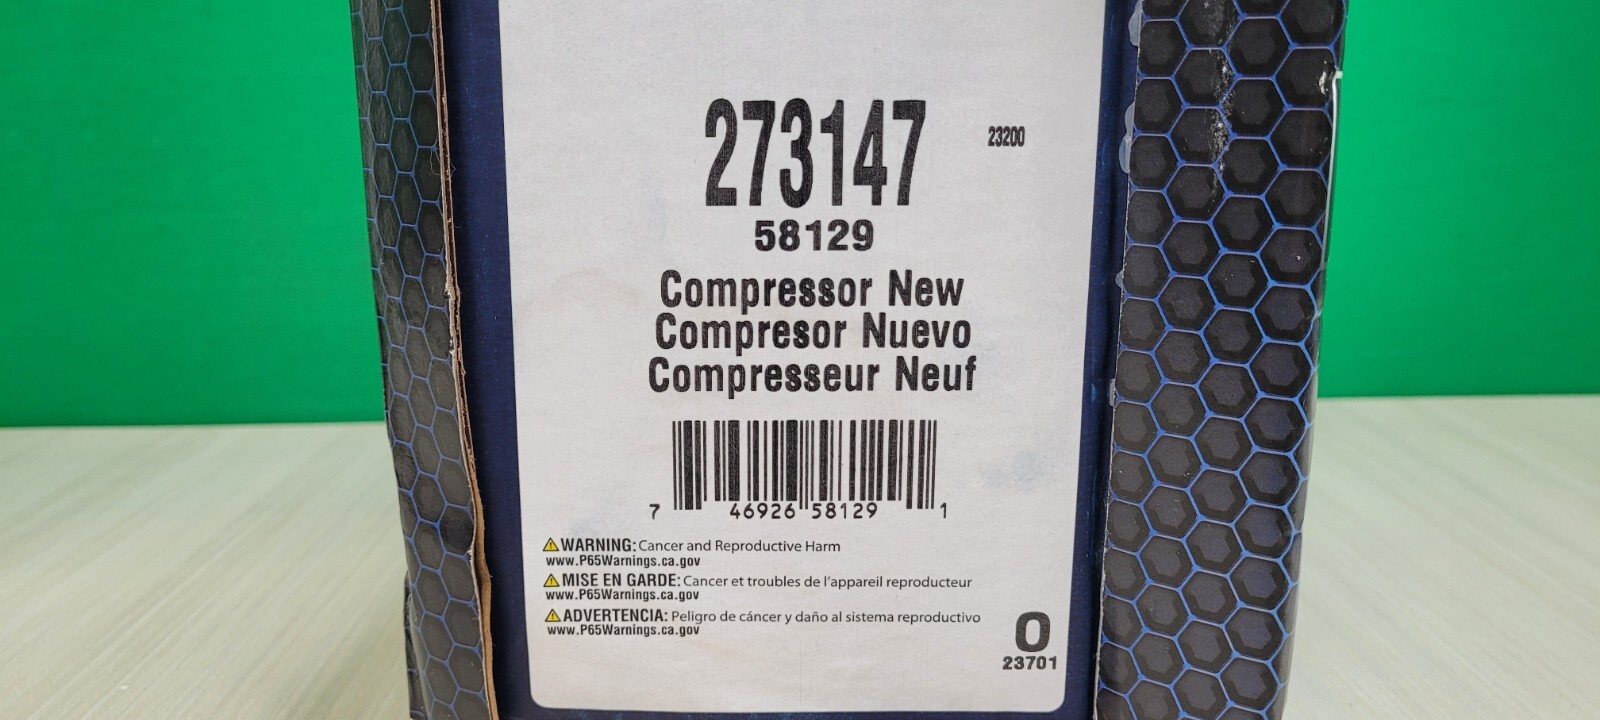 273147
23200
58129
Compressor New
Compresor Nuevo
Compresseur Neuf
7 46926 58129 1
WARNING: Cancer and Reproductive Harm
www.P65Warnings.ca.gov
MISE EN GARDE: Cancer et troubles de l'appareil reproducteur
www.P65Warnings.ca.gov
ADVERTENCIA: Peligro de cáncer y daño al sistema reproductivo
www.P65Warnings.ca.gov
O
23701